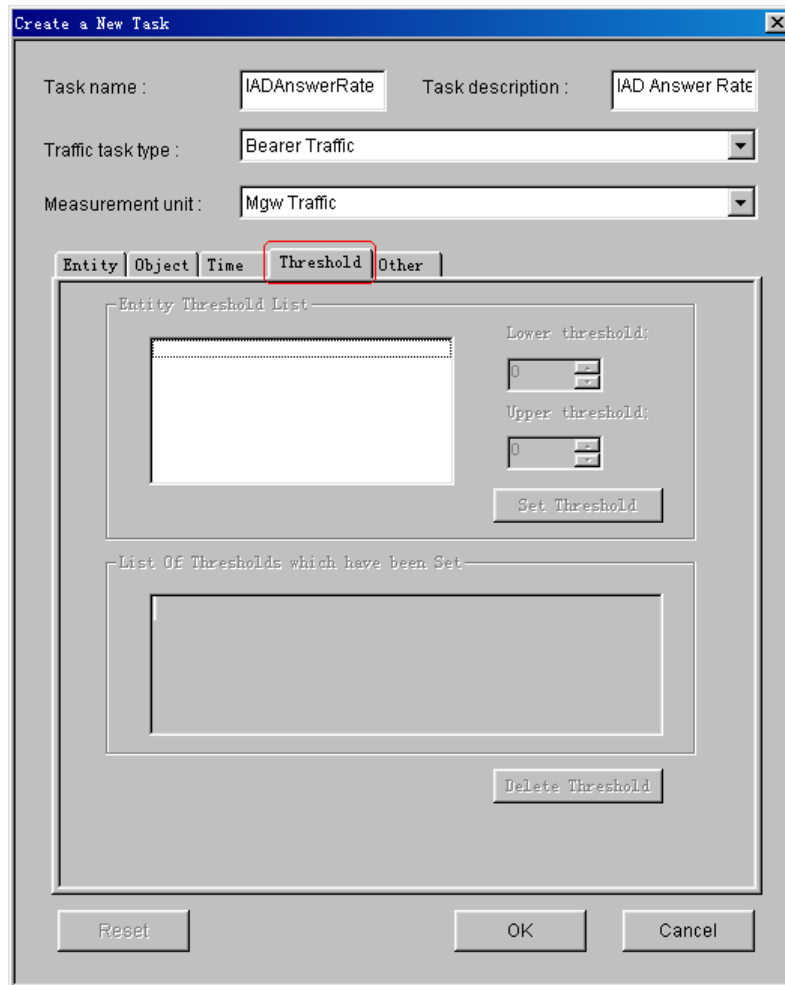 Create a New Task
Task name : IADAnswerRate Task description : IAD Answer Rate
Traffic task type : Bearer Traffic
Measurement unit : Mgw Traffic
Entity Object Time Threshold Other
Entity Threshold List
Lower threshold:
0
Upper threshold:
0
Set Threshold
List Of Thresholds which have been Set
Delete Threshold
Reset OK Cancel